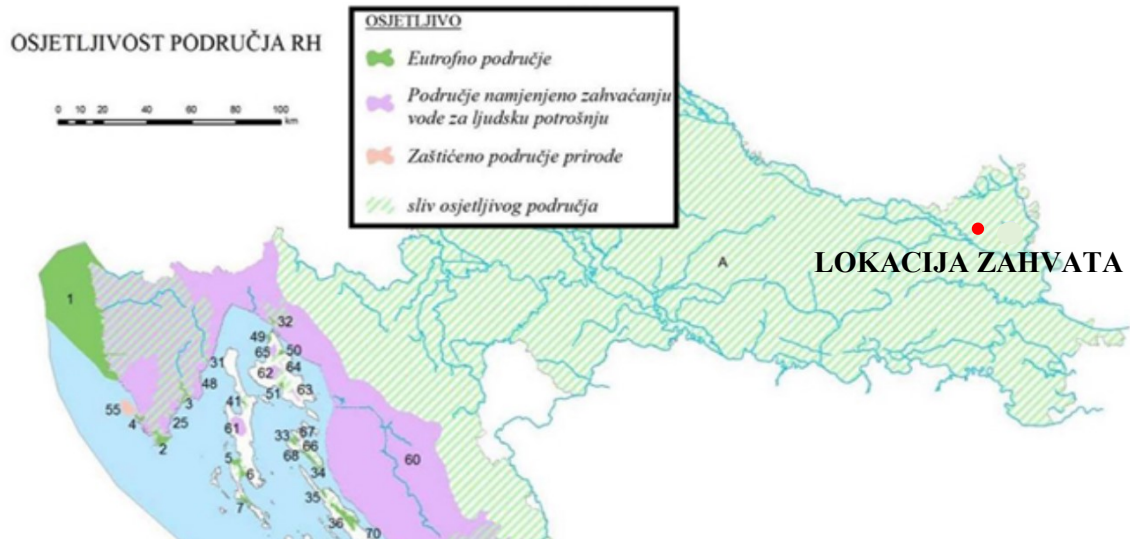 OSJETLJIVOST PODRUČJA RH
0 10 20 40 60 80 100
km
OSJETLJIVO
Eutrofno područje
Područje namjenjeno zahvaćanju
vode za ljudsku potrošnju
Zaštićeno područje prirode
sliv osjetljivog područja
A
LOKACIJA ZAHVATA
1
32
49
50
65
31
64
62
48
51
63
41
3
55
4
25
61
2
33
67
66
68
60
5
6
34
7
35
36
70